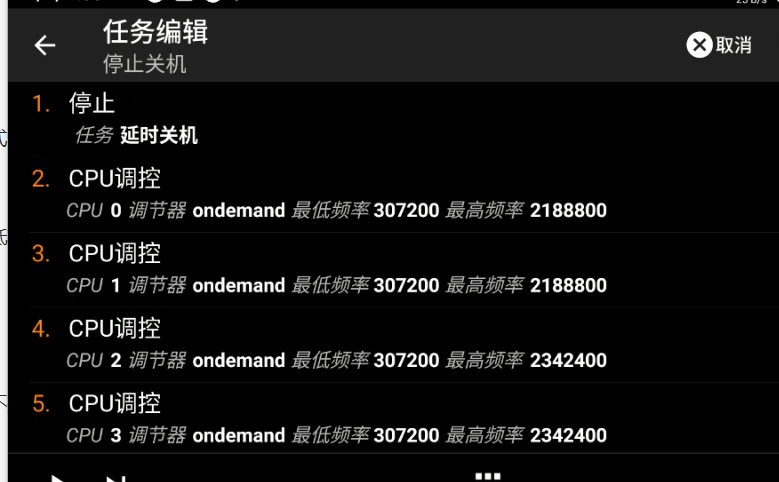 任务编辑
停止关机
取消
1. 停止
任务 延时关机
2. CPU调控
CPU 0 调节器 ondemand 最低频率 307200 最高频率 2188800
3. CPU调控
CPU 1 调节器 ondemand 最低频率 307200 最高频率 2188800
4. CPU调控
CPU 2 调节器 ondemand 最低频率 307200 最高频率 2342400
5. CPU调控
CPU 3 调节器 ondemand 最低频率 307200 最高频率 2342400